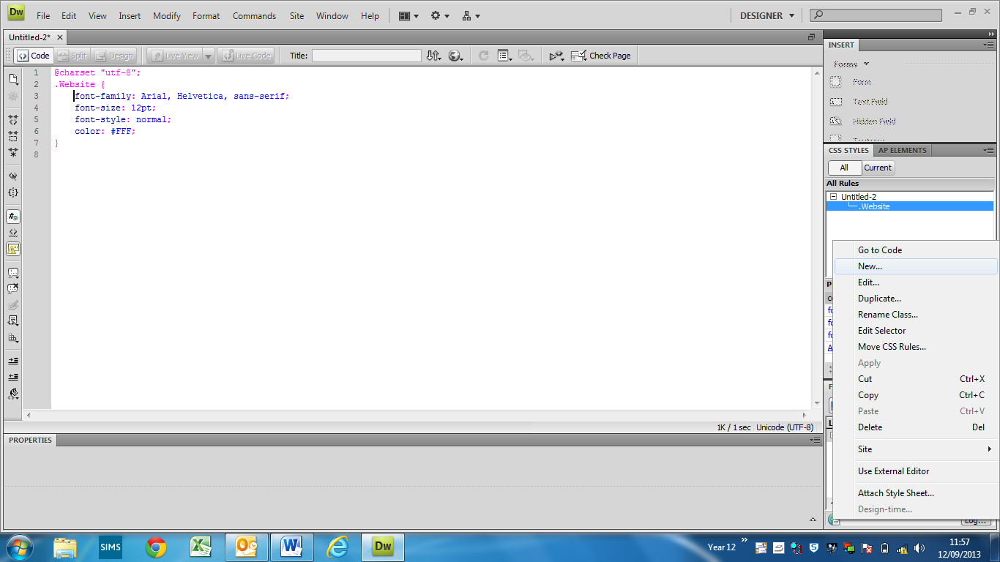 Dw File Edit View Insert Modify Format Commands Site Window Help DESIGNER
Untitled-2*
Code Split Design Live View Live Code Title: Check Page
1 @charset "utf-8";
2 .Website {
3 font-family: Arial, Helvetica, sans-serif;
4 font-size: 12pt;
5 font-style: normal;
6 color: #FFF;
7 }
8
1K / 1 sec Unicode (UTF-8)
PROPERTIES
INSERT
Forms
Form
Text Field
Hidden Field
CSS STYLES AP ELEMENTS
All Current
All Rules
Untitled-2
.Website
Go to Code
New...
Edit...
Duplicate...
Rename Class...
Edit Selector
Move CSS Rules...
Apply
Cut Ctrl+X
Copy Ctrl+C
Paste Ctrl+V
Delete Del
Site
Use External Editor
Attach Style Sheet...
Design-time...
Log...
SIMS Dw Year 12 » 11:57
12/09/2013